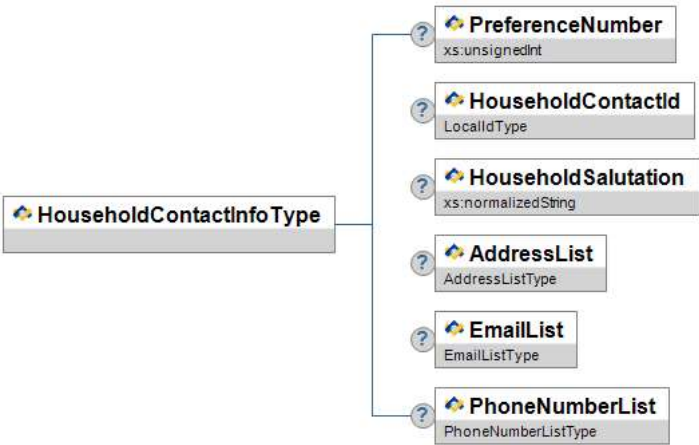 PreferenceNumber
xs:unsignedInt
?
HouseholdContactId
LocalIdType
?
HouseholdSalutation
xs:normalizedString
?
HouseholdContactInfoType
AddressList
AddressListType
?
EmailList
EmailListType
?
PhoneNumberList
PhoneNumberListType
?